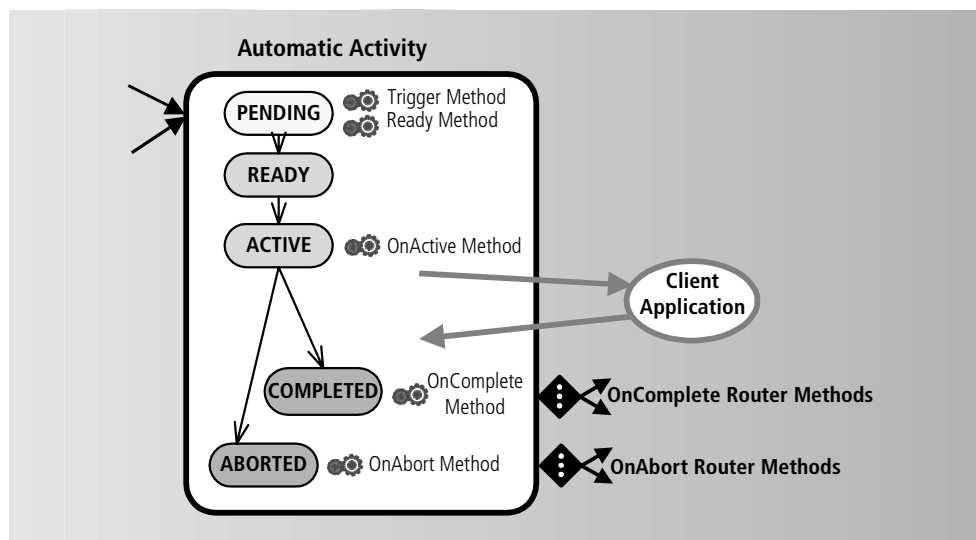 Automatic Activity
PENDING
Trigger Method
Ready Method
READY
ACTIVE
OnActive Method
Client
Application
COMPLETED
OnComplete
Method
OnComplete Router Methods
ABORTED
OnAbort Method
OnAbort Router Methods